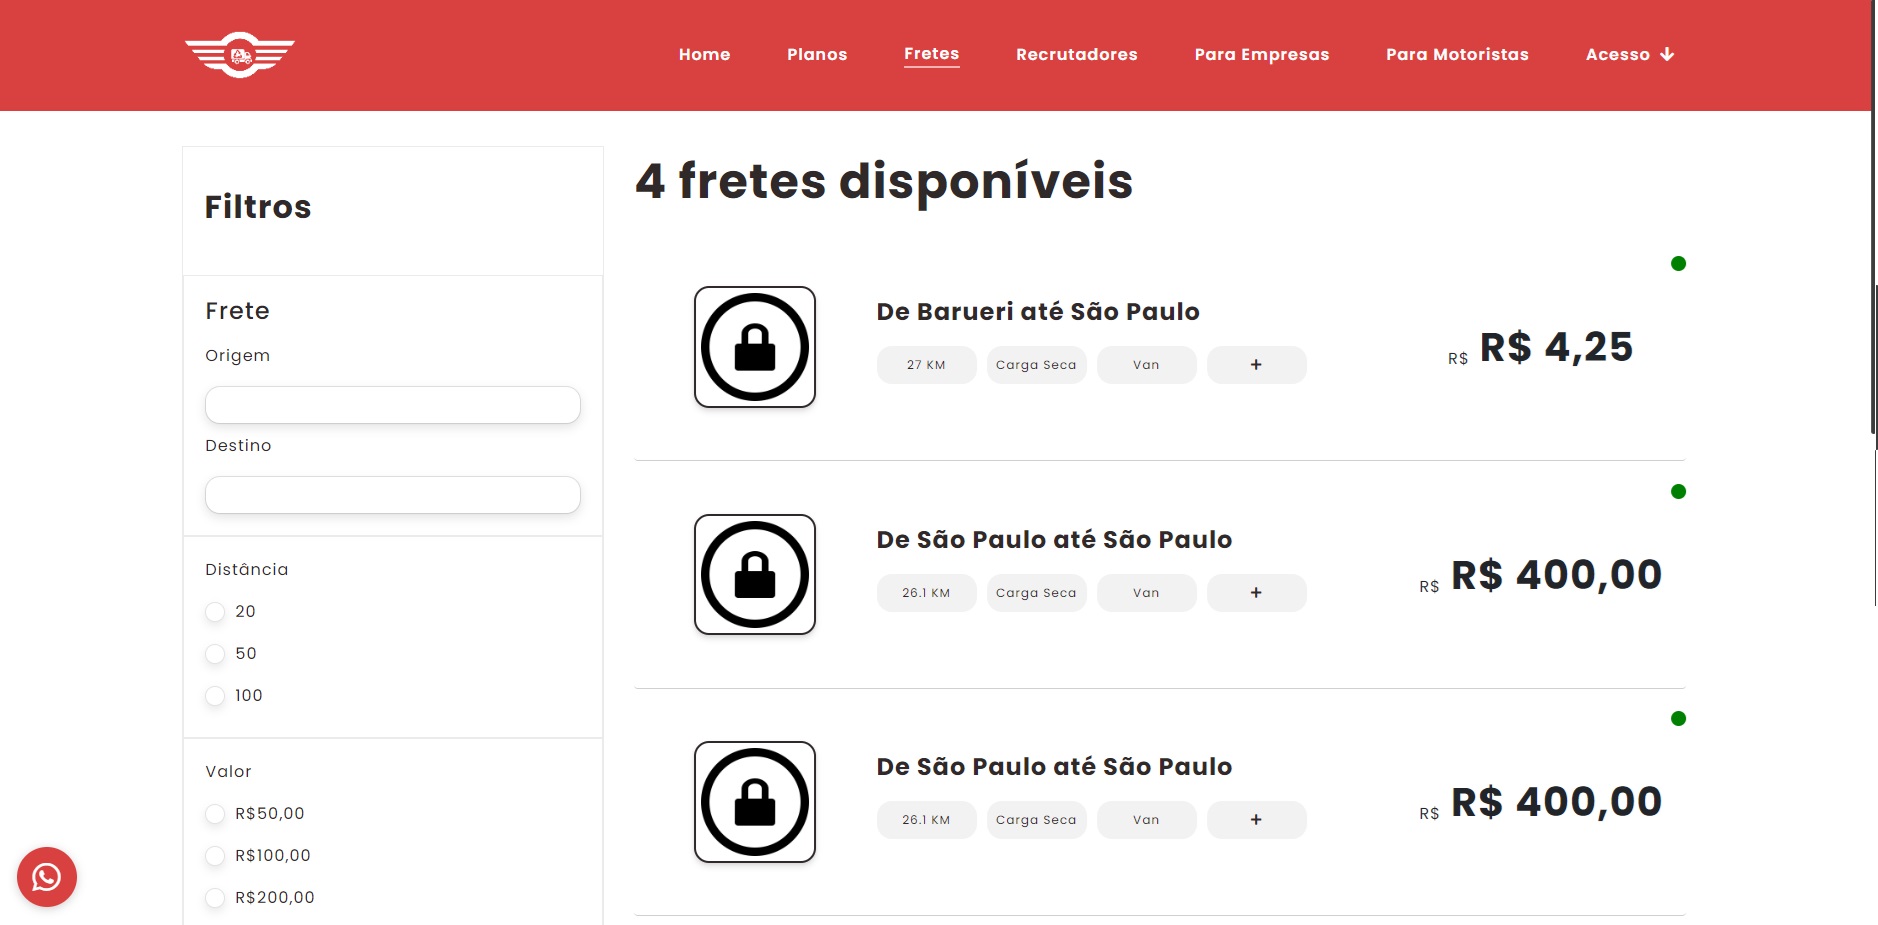 Home Planos Fretes Recrutadores Para Empresas Para Motoristas Acesso
Filtros
Frete
Origem
Destino
Distância
20
50
100
Valor
R$50,00
R$100,00
R$200,00
4 fretes disponíveis
De Barueri até São Paulo
27 KM Carga Seca Van +
R$ R$ 4,25
De São Paulo até São Paulo
26.1 KM Carga Seca Van +
R$ R$ 400,00
De São Paulo até São Paulo
26.1 KM Carga Seca Van +
R$ R$ 400,00